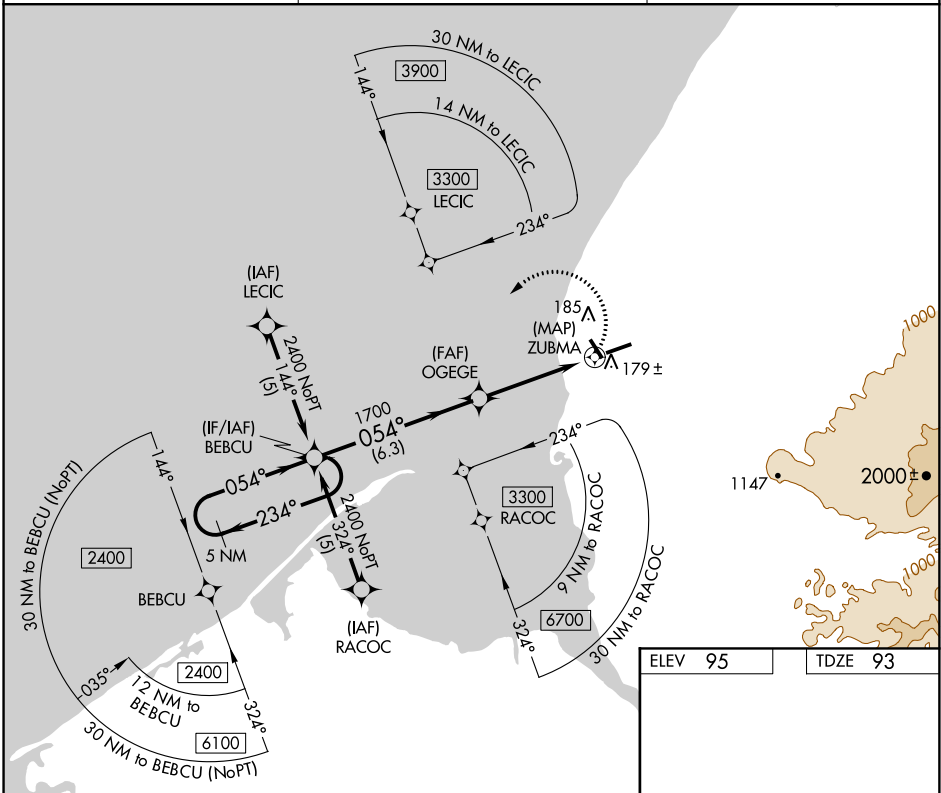 30 NM to LECIC
3900
144°
14 NM to LECIC
3300
LECIC
234°
(IAF)
LECIC
2400 NoPT
144°
(5)
185
(MAP)
ZUBMA
179 ±
(FAF)
OGEGE
1000
(IF/IAF)
BEBCU
1700
054°
(6.3)
054°
234°
5 NM
2400 NoPT
324°
(5)
(IAF)
RACOC
234°
3300
RACOC
9 NM to RACOC
324°
6700
30 NM to RACOC
1147
2000 ±
1000
144°
30 NM to BEBCU (NoPT)
2400
BEBCU
035°
2400
12 NM to
BEBCU
324°
6100
30 NM to BEBCU (NoPT)
ELEV 95
TDZE 93